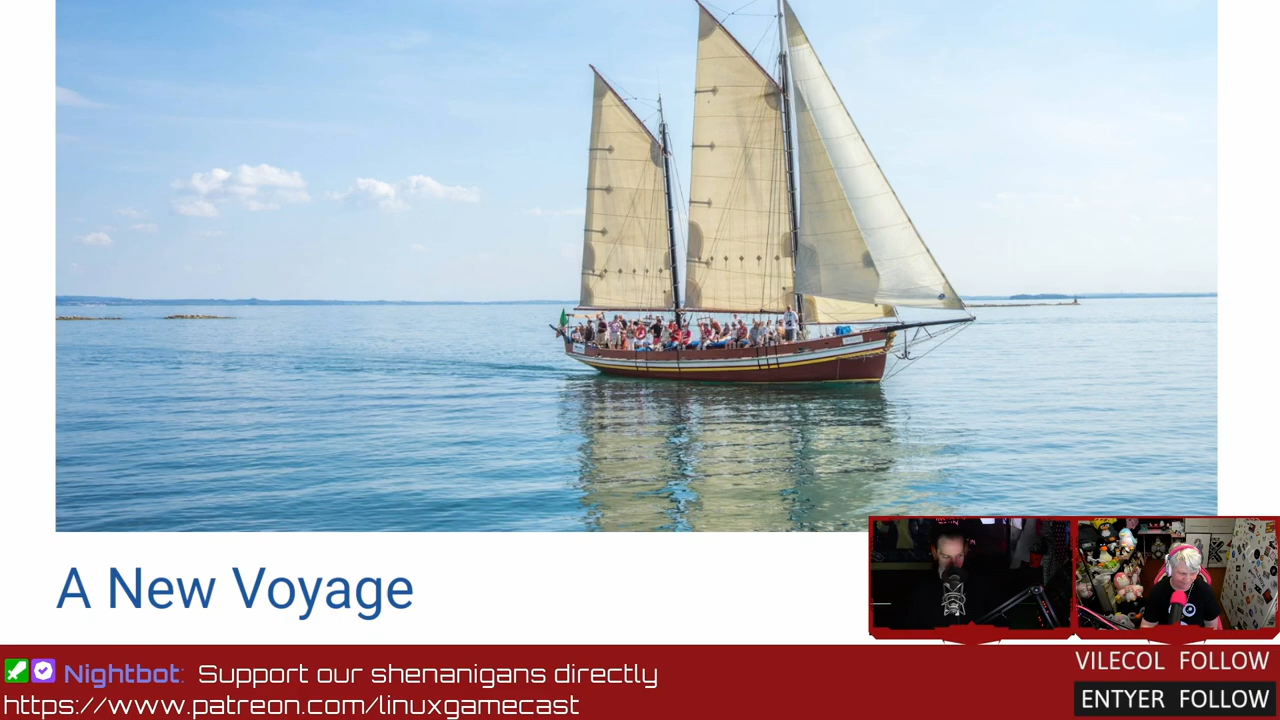 A New Voyage
Nightbot: Support our shenanigans directly
https://www.patreon.com/linuxgamecast
VILECOL FOLLOW
ENTYER FOLLOW